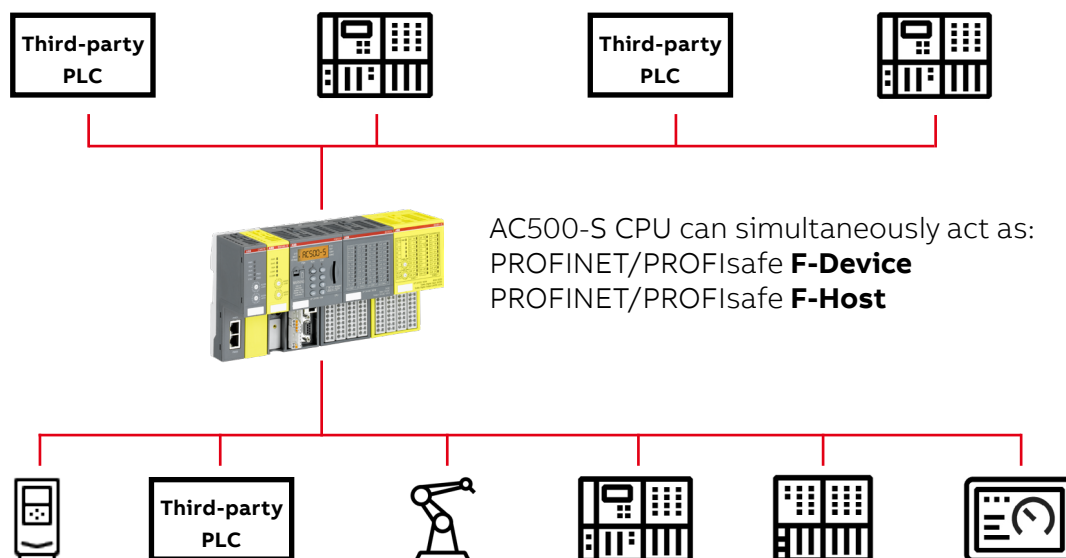 Third-party
PLC
Third-party
PLC
AC500-S
AC500-S CPU can simultaneously act as:
PROFINET/PROFIsafe F-Device
PROFINET/PROFIsafe F-Host
Third-party
PLC